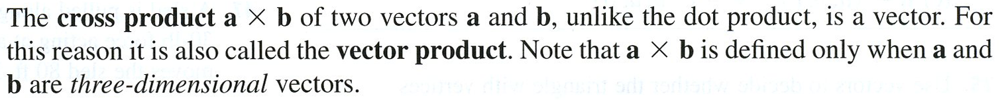 The cross product a × b of two vectors a and b, unlike the dot product, is a vector. For
this reason it is also called the vector product. Note that a × b is defined only when a and
b are three-dimensional vectors.